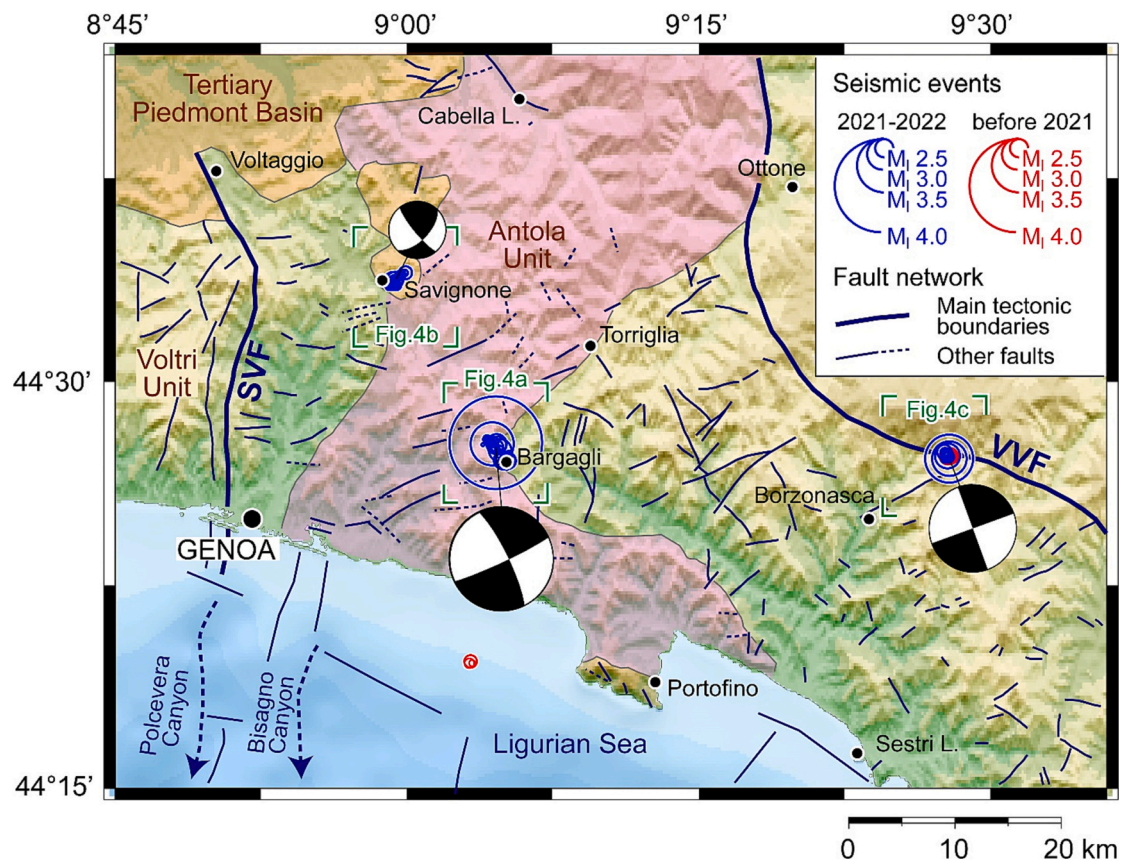 8°45’
9°00’
9°15’
9°30’
Tertiary
Piedmont Basin
Voltaggio
Cabella L.
Ottone
Seismic events
2021-2022
before 2021
Ml 2.5
Ml 3.0
Ml 3.5
Ml 4.0
Ml 2.5
Ml 3.0
Ml 3.5
Ml 4.0
Fault network
Main tectonic
boundaries
Other faults
Antola
Unit
Savignone
Fig.4b
Torriglia
Voltri
Unit
SVF
44°30’
Fig.4a
Fig.4c
Bargagli
VVF
Borzonasca
GENOA
Polcevera
Canyon
Bisagno
Canyon
Portofino
Ligurian Sea
Sestri L.
44°15’
0
10
20 km